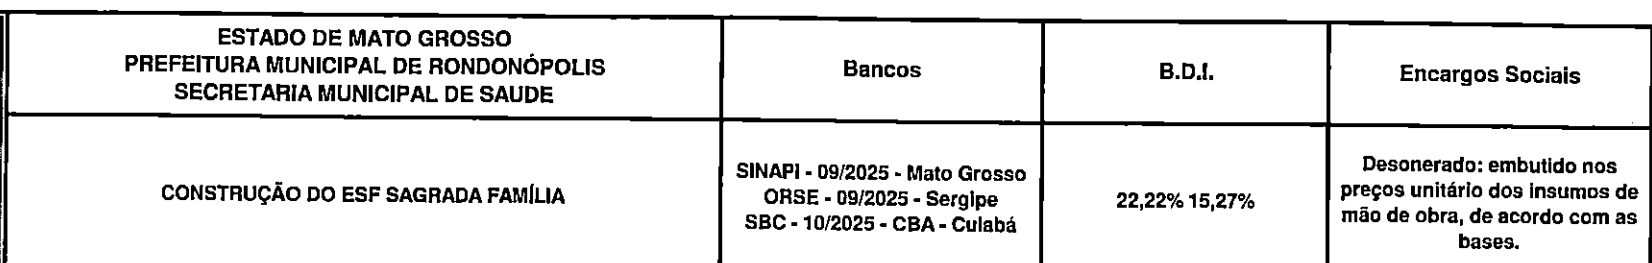 ESTADO DE MATO GROSSO
PREFEITURA MUNICIPAL DE RONDONÓPOLIS
SECRETARIA MUNICIPAL DE SAUDE
Bancos
B.D.I.
Encargos Sociais
CONSTRUÇÃO DO ESF SAGRADA FAMÍLIA
SINAPI - 09/2025 - Mato Grosso
ORSE - 09/2025 - Sergipe
SBC - 10/2025 - CBA - Cuiabá
22,22% 15,27%
Desonerado: embutido nos
preços unitário dos insumos de
mão de obra, de acordo com as
bases.